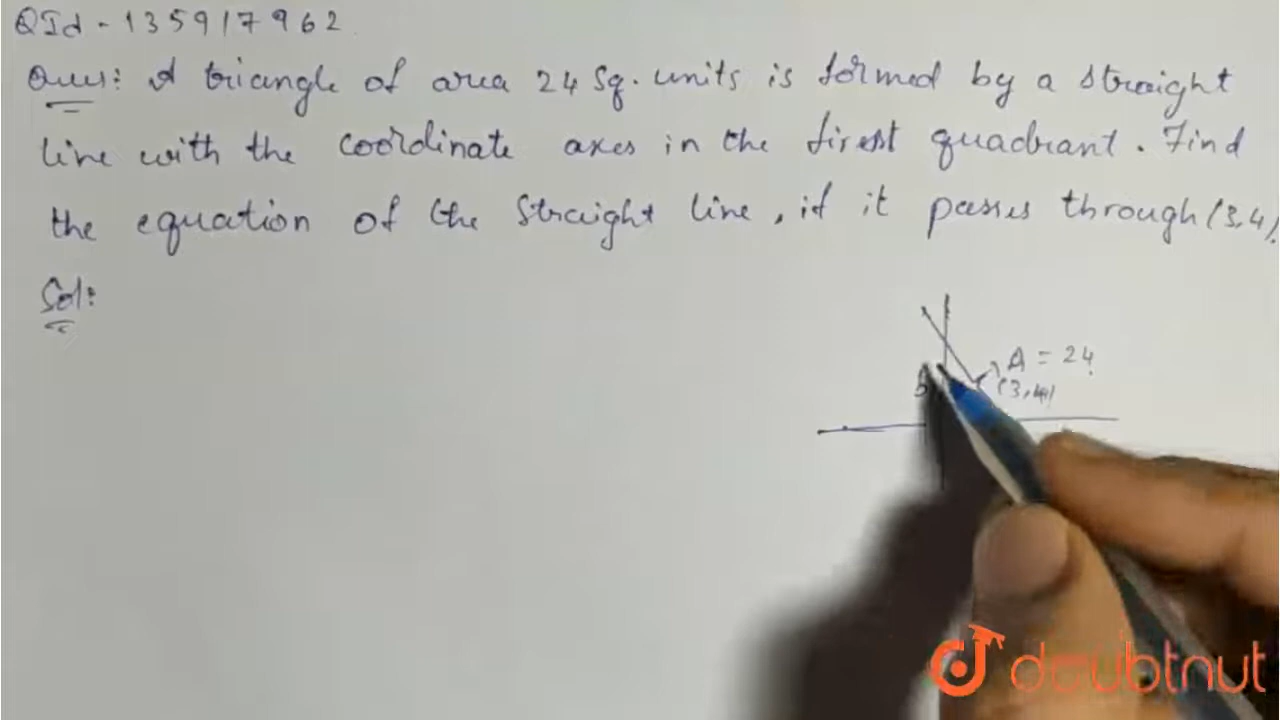 QId - 135917962
Ques: A triangle of area 24 sq. units is formed by a straight
line with the coordinate axes in the first quadrant. Find
the equation of the straight line, if it passes through (3,4).
Sol:
A = 24
(3,4)
b
doubtnut